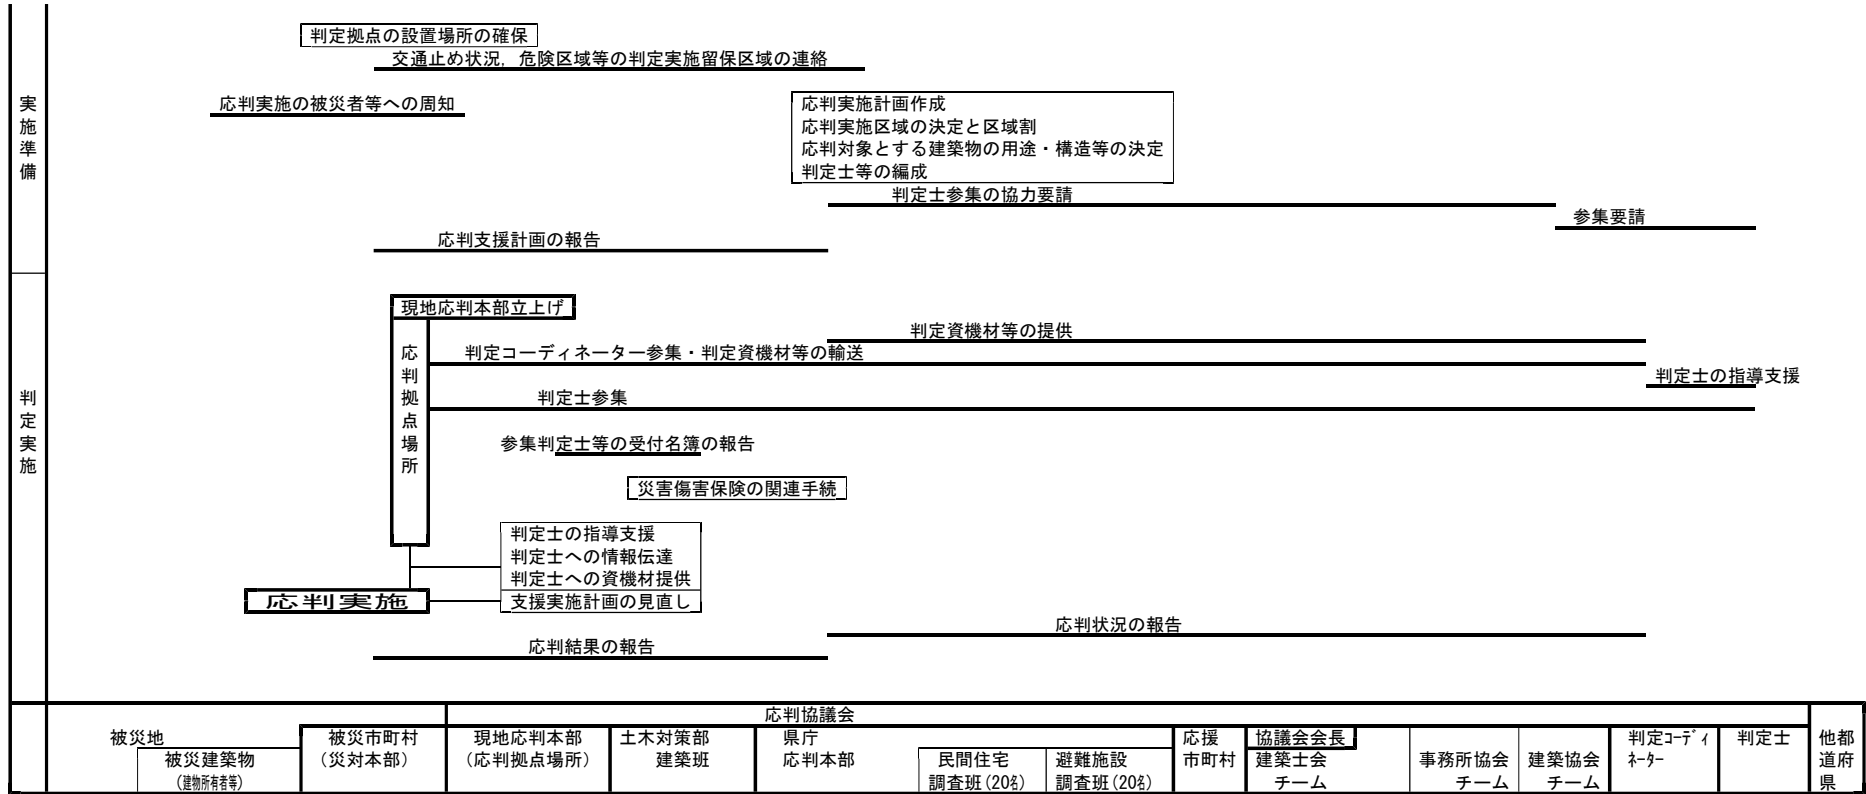 実施準備
判定拠点の設置場所の確保
交通止め状況，危険区域等の判定実施留保区域の連絡
応判実施の被災者等への周知
応判実施計画作成
応判実施区域の決定と区域割
応判対象とする建築物の用途・構造等の決定
判定士等の編成
判定士参集の協力要請
参集要請
応判支援計画の報告
判定実施
現地応判本部立上げ
応判拠点場所
判定資機材等の提供
判定コーディネーター参集・判定資機材等の輸送
判定士の指導支援
判定士参集
参集判定士等の受付名簿の報告
災害傷害保険の関連手続
判定士の指導支援
判定士への情報伝達
判定士への資機材提供
支援実施計画の見直し
応判実施
応判状況の報告
応判結果の報告
応判協議会
被災地
被災建築物
(建物所有者等)
被災市町村
(災対本部)
現地応判本部
(応判拠点場所)
土木対策部
建築班
県庁
応判本部
民間住宅
調査班(20名)
避難施設
調査班(20名)
応援
市町村
協議会会長
建築士会
チーム
事務所協会
チーム
建築協会
チーム
判定ｺｰﾃﾞｨ
ﾈｰﾀｰ
判定士
他都
道府
県